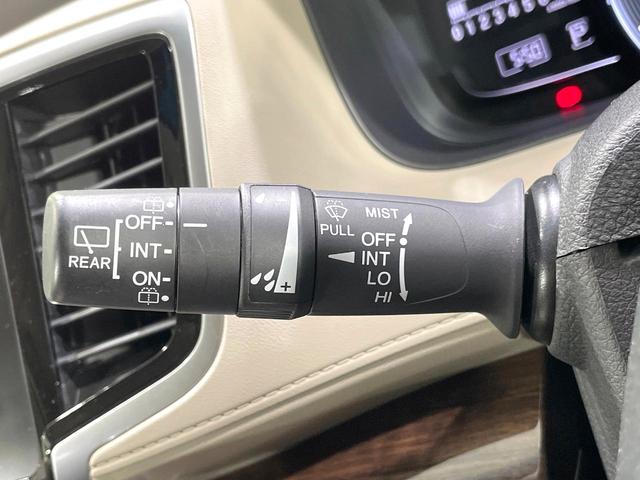 REAR
OFF
INT
ON
PULL
MIST
OFF
INT
LO
HI
+
P